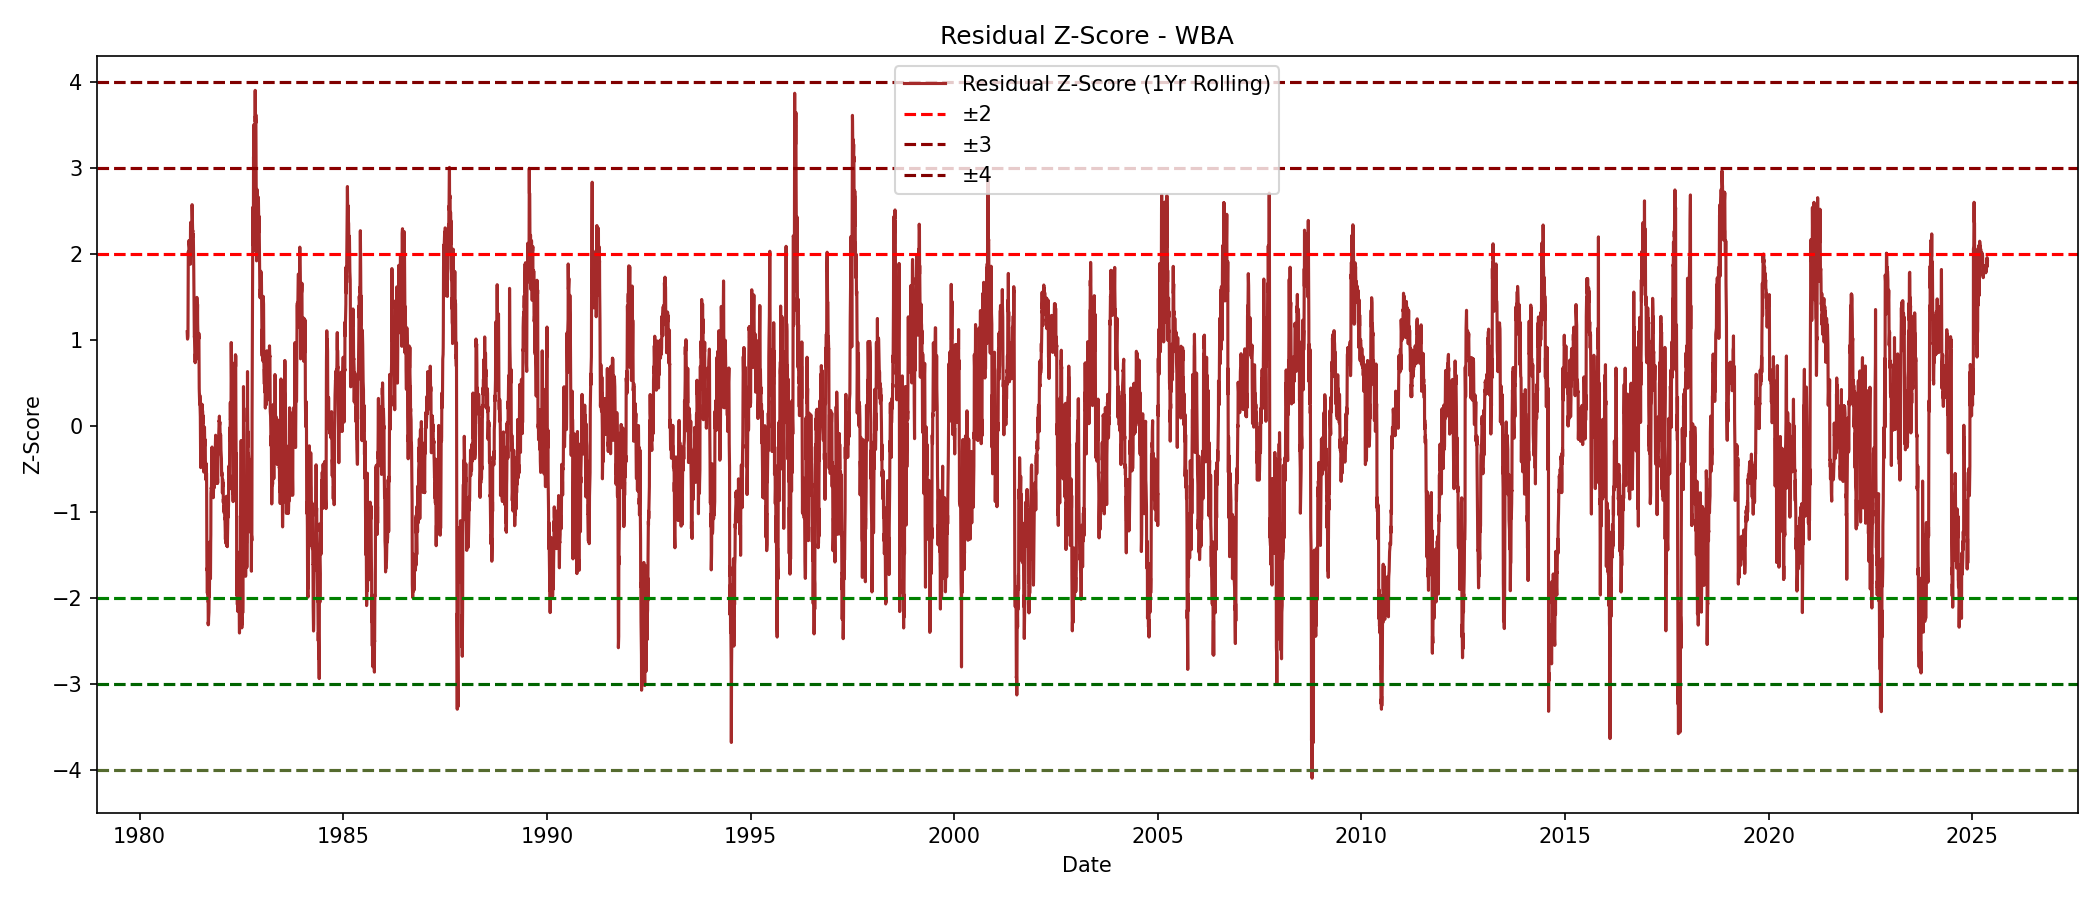 Residual Z-Score - WBA
Residual Z-Score (1Yr Rolling)
±2
±3
±4
Z-Score
4
3
2
1
0
−1
−2
−3
−4
1980 1985 1990 1995 2000 2005 2010 2015 2020 2025
Date